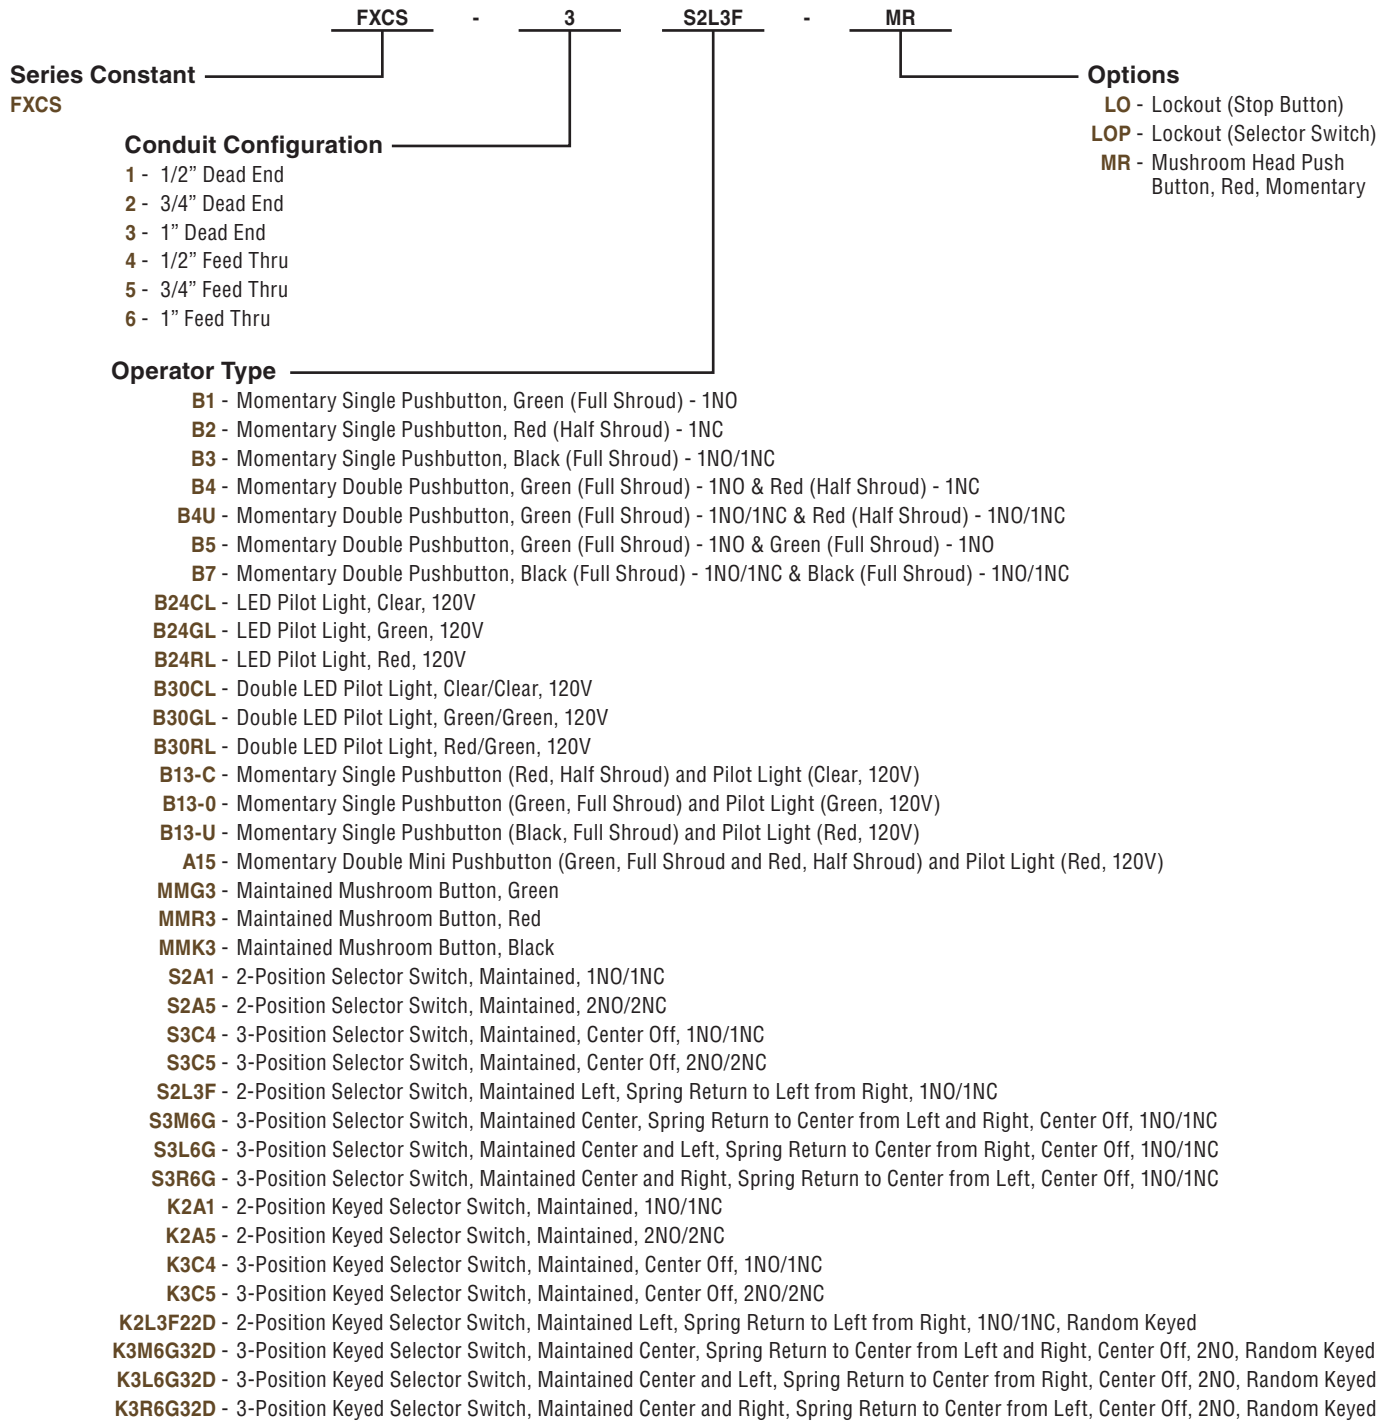 FXCS - 3 S2L3F - MR
Series Constant
FXCS
Options
LO - Lockout (Stop Button)
LOP - Lockout (Selector Switch)
MR - Mushroom Head Push
Button, Red, Momentary
Conduit Configuration
1 - 1/2” Dead End
2 - 3/4” Dead End
3 - 1” Dead End
4 - 1/2” Feed Thru
5 - 3/4” Feed Thru
6 - 1” Feed Thru
Operator Type
B1 - Momentary Single Pushbutton, Green (Full Shroud) - 1NO
B2 - Momentary Single Pushbutton, Red (Half Shroud) - 1NC
B3 - Momentary Single Pushbutton, Black (Full Shroud) - 1NO/1NC
B4 - Momentary Double Pushbutton, Green (Full Shroud) - 1NO & Red (Half Shroud) - 1NC
B4U - Momentary Double Pushbutton, Green (Full Shroud) - 1NO/1NC & Red (Half Shroud) - 1NO/1NC
B5 - Momentary Double Pushbutton, Green (Full Shroud) - 1NO & Green (Full Shroud) - 1NO
B7 - Momentary Double Pushbutton, Black (Full Shroud) - 1NO/1NC & Black (Full Shroud) - 1NO/1NC
B24CL - LED Pilot Light, Clear, 120V
B24GL - LED Pilot Light, Green, 120V
B24RL - LED Pilot Light, Red, 120V
B30CL - Double LED Pilot Light, Clear/Clear, 120V
B30GL - Double LED Pilot Light, Green/Green, 120V
B30RL - Double LED Pilot Light, Red/Green, 120V
B13-C - Momentary Single Pushbutton (Red, Half Shroud) and Pilot Light (Clear, 120V)
B13-0 - Momentary Single Pushbutton (Green, Full Shroud) and Pilot Light (Green, 120V)
B13-U - Momentary Single Pushbutton (Black, Full Shroud) and Pilot Light (Red, 120V)
A15 - Momentary Double Mini Pushbutton (Green, Full Shroud and Red, Half Shroud) and Pilot Light (Red, 120V)
MMG3 - Maintained Mushroom Button, Green
MMR3 - Maintained Mushroom Button, Red
MMK3 - Maintained Mushroom Button, Black
S2A1 - 2-Position Selector Switch, Maintained, 1NO/1NC
S2A5 - 2-Position Selector Switch, Maintained, 2NO/2NC
S3C4 - 3-Position Selector Switch, Maintained, Center Off, 1NO/1NC
S3C5 - 3-Position Selector Switch, Maintained, Center Off, 2NO/2NC
S2L3F - 2-Position Selector Switch, Maintained Left, Spring Return to Left from Right, 1NO/1NC
S3M6G - 3-Position Selector Switch, Maintained Center, Spring Return to Center from Left and Right, Center Off, 1NO/1NC
S3L6G - 3-Position Selector Switch, Maintained Center and Left, Spring Return to Center from Right, Center Off, 1NO/1NC
S3R6G - 3-Position Selector Switch, Maintained Center and Right, Spring Return to Center from Left, Center Off, 1NO/1NC
K2A1 - 2-Position Keyed Selector Switch, Maintained, 1NO/1NC
K2A5 - 2-Position Keyed Selector Switch, Maintained, 2NO/2NC
K3C4 - 3-Position Keyed Selector Switch, Maintained, Center Off, 1NO/1NC
K3C5 - 3-Position Keyed Selector Switch, Maintained, Center Off, 2NO/2NC
K2L3F22D - 2-Position Keyed Selector Switch, Maintained Left, Spring Return to Left from Right, 1NO/1NC, Random Keyed
K3M6G32D - 3-Position Keyed Selector Switch, Maintained Center, Spring Return to Center from Left and Right, Center Off, 2NO, Random Keyed
K3L6G32D - 3-Position Keyed Selector Switch, Maintained Center and Left, Spring Return to Center from Right, Center Off, 2NO, Random Keyed
K3R6G32D - 3-Position Keyed Selector Switch, Maintained Center and Right, Spring Return to Center from Left, Center Off, 2NO, Random Keyed